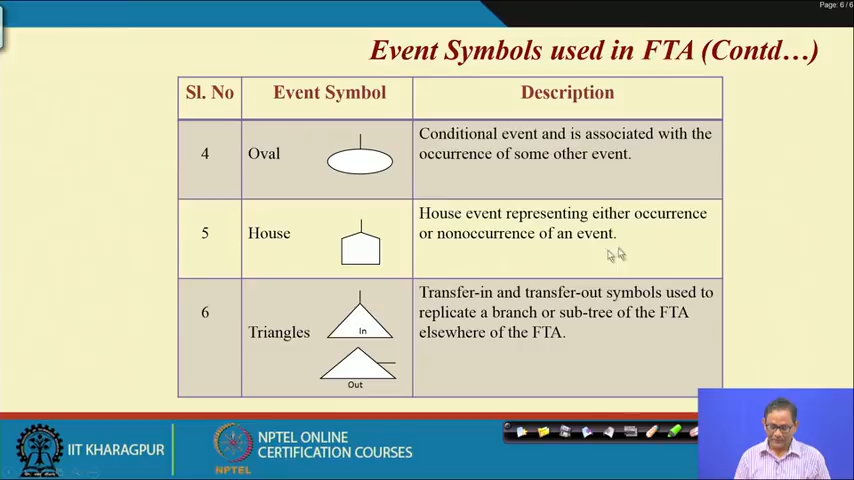 Page: 6/6
Event Symbols used in FTA (Contd…)
Sl. No Event Symbol Description
4 Oval Conditional event and is associated with the
occurrence of some other event.
5 House House event representing either occurrence
or nonoccurrence of an event.
6 Triangles In Out Transfer-in and transfer-out symbols used to
replicate a branch or sub-tree of the FTA
elsewhere of the FTA.
IIT KHARAGPUR
NPTEL
NPTEL ONLINE
CERTIFICATION COURSES